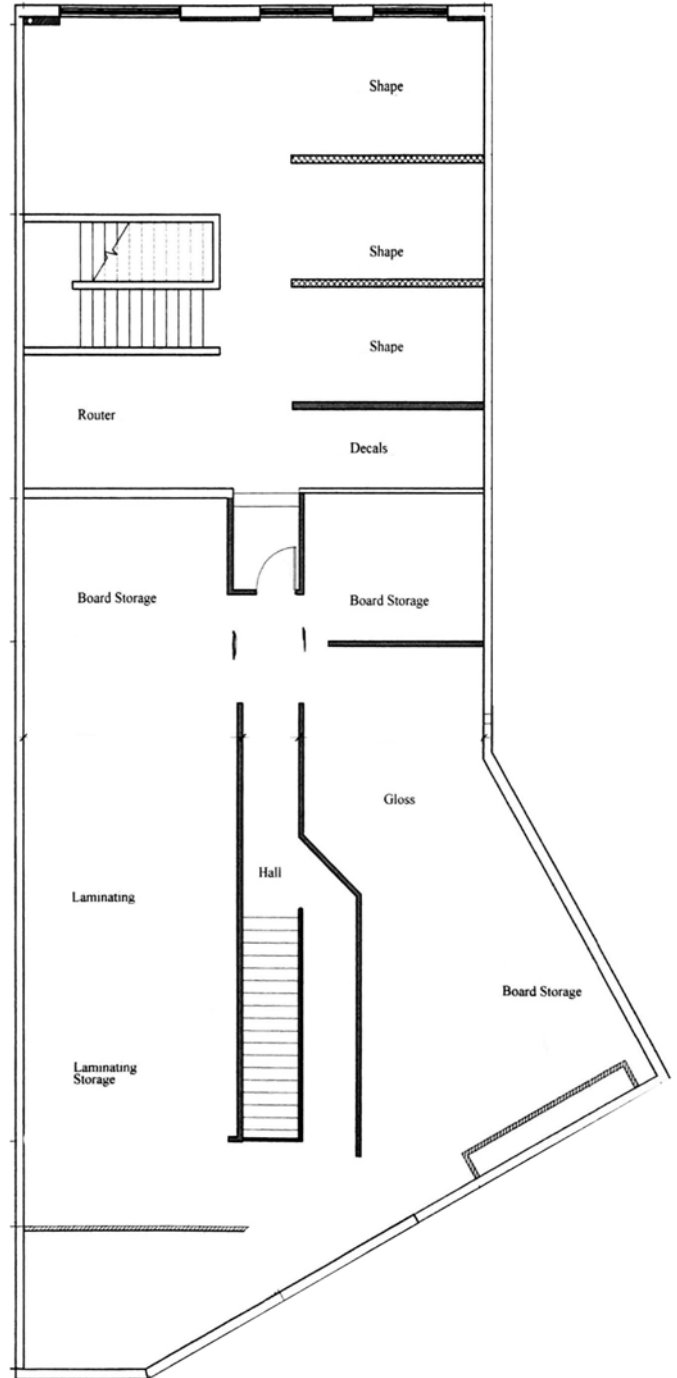 Shape
Shape
Shape
Router
Decals
Board Storage
Board Storage
Gloss
Hall
Laminating
Board Storage
Laminating
Storage